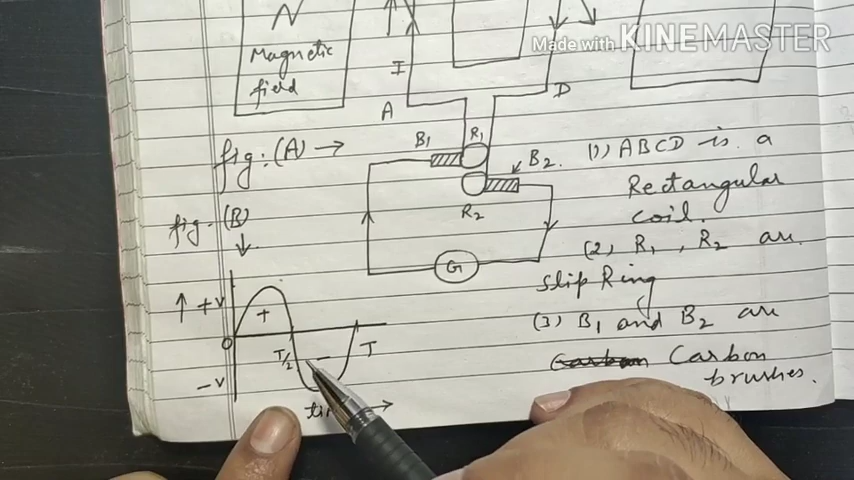 Made with KINEMASTER
N
Magnetic
field
I
A
D
fig:(A) →
B1
R1
B2.
R2
G
(1) ABCD is a
Rectangular
coil.
(2) R1, R2 are
slip Ring
(3) B1 and B2 are
Carbon
brushes.
fig-(B)
↓
↑ +V
+
O
T/2
-
T
-V
→